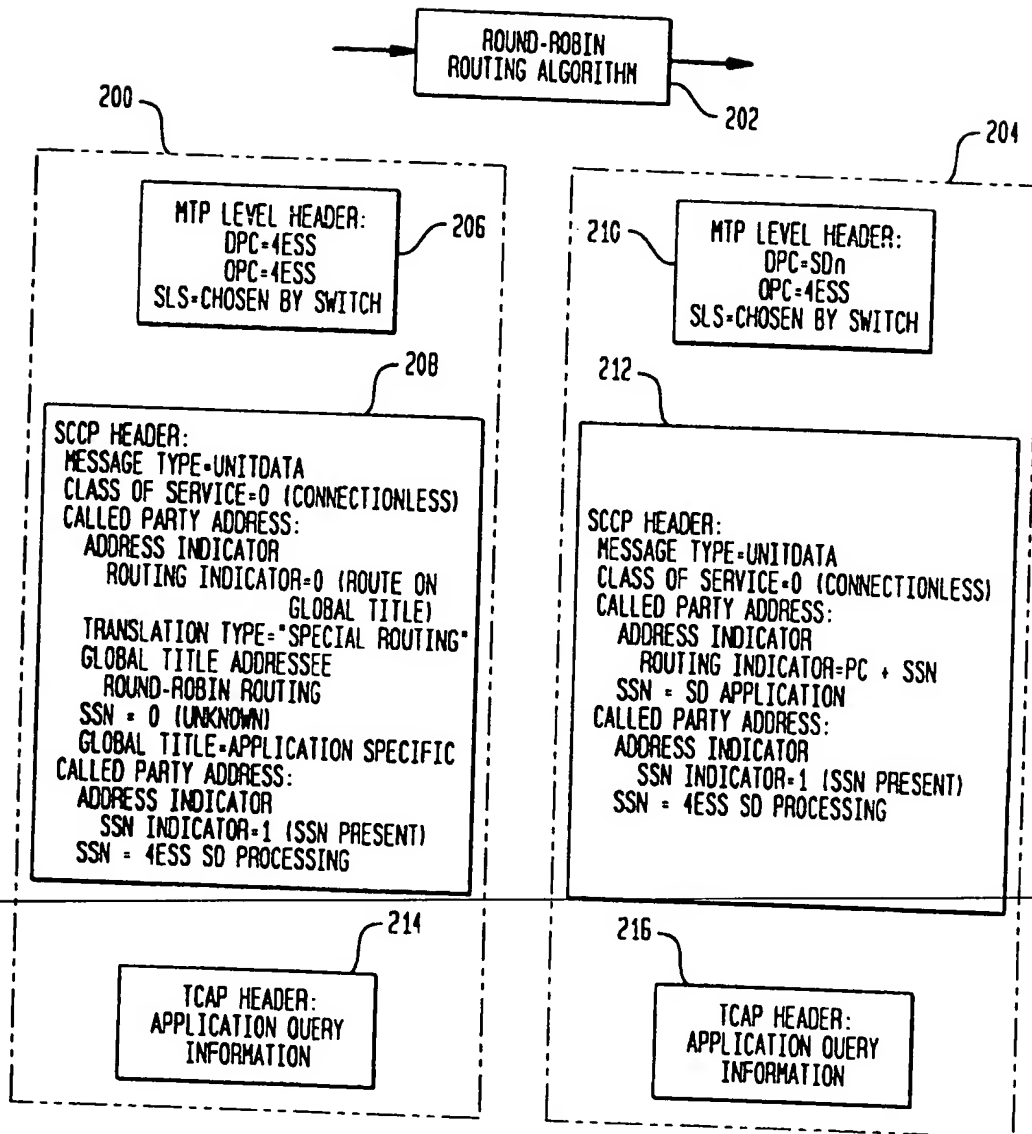 ROUND-ROBIN
ROUTING ALGORITHM
202
200
204
MTP LEVEL HEADER:
DPC=4ESS
OPC=4ESS
SLS=CHOSEN BY SWITCH
206
210
MTP LEVEL HEADER:
DPC=SDn
OPC=4ESS
SLS=CHOSEN BY SWITCH
208
SCCP HEADER:
MESSAGE TYPE=UNITDATA
CLASS OF SERVICE=0 (CONNECTIONLESS)
CALLED PARTY ADDRESS:
ADDRESS INDICATOR
ROUTING INDICATOR=0 (ROUTE ON
GLOBAL TITLE)
TRANSLATION TYPE="SPECIAL ROUTING"
GLOBAL TITLE ADDRESSEE
ROUND-ROBIN ROUTING
SSN = 0 (UNKNOWN)
GLOBAL TITLE=APPLICATION SPECIFIC
CALLED PARTY ADDRESS:
ADDRESS INDICATOR
SSN INDICATOR=1 (SSN PRESENT)
SSN = 4ESS SD PROCESSING
212
SCCP HEADER:
MESSAGE TYPE=UNITDATA
CLASS OF SERVICE=0 (CONNECTIONLESS)
CALLED PARTY ADDRESS:
ADDRESS INDICATOR
ROUTING INDICATOR=PC + SSN
SSN = SD APPLICATION
CALLED PARTY ADDRESS:
ADDRESS INDICATOR
SSN INDICATOR=1 (SSN PRESENT)
SSN = 4ESS SD PROCESSING
214
TCAP HEADER:
APPLICATION QUERY
INFORMATION
216
TCAP HEADER:
APPLICATION QUERY
INFORMATION